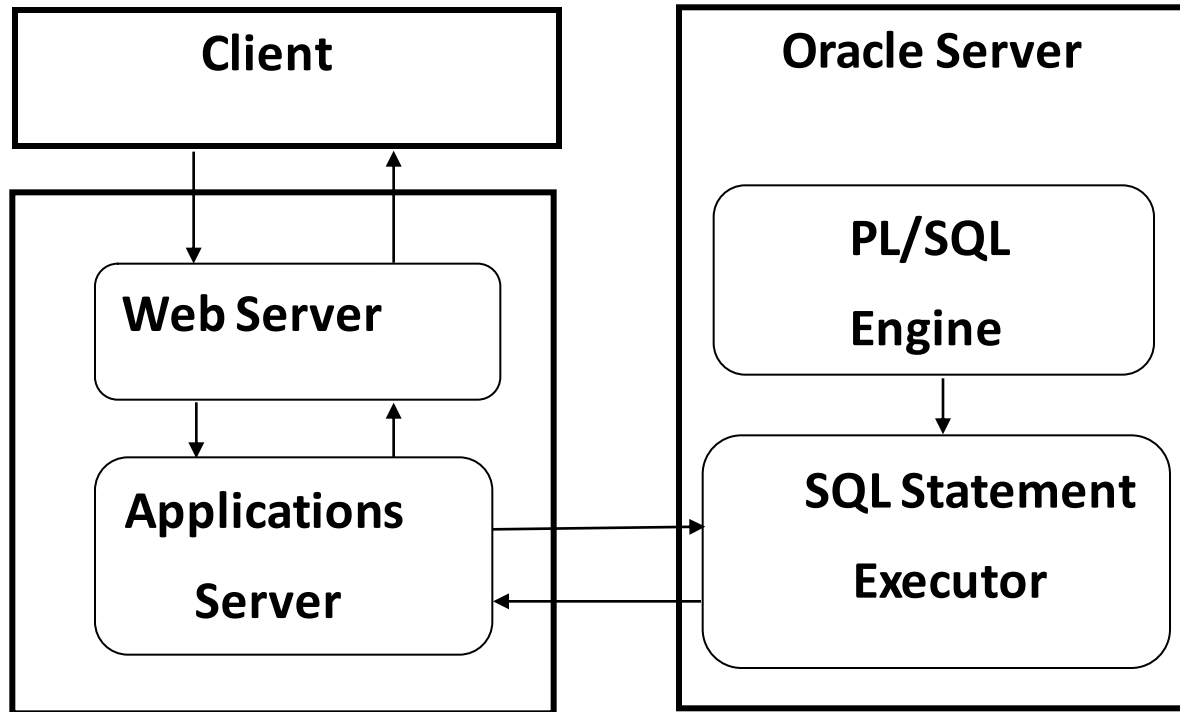 Client
Web Server
Applications
Server
Oracle Server
PL/SQL
Engine
SQL Statement
Executor